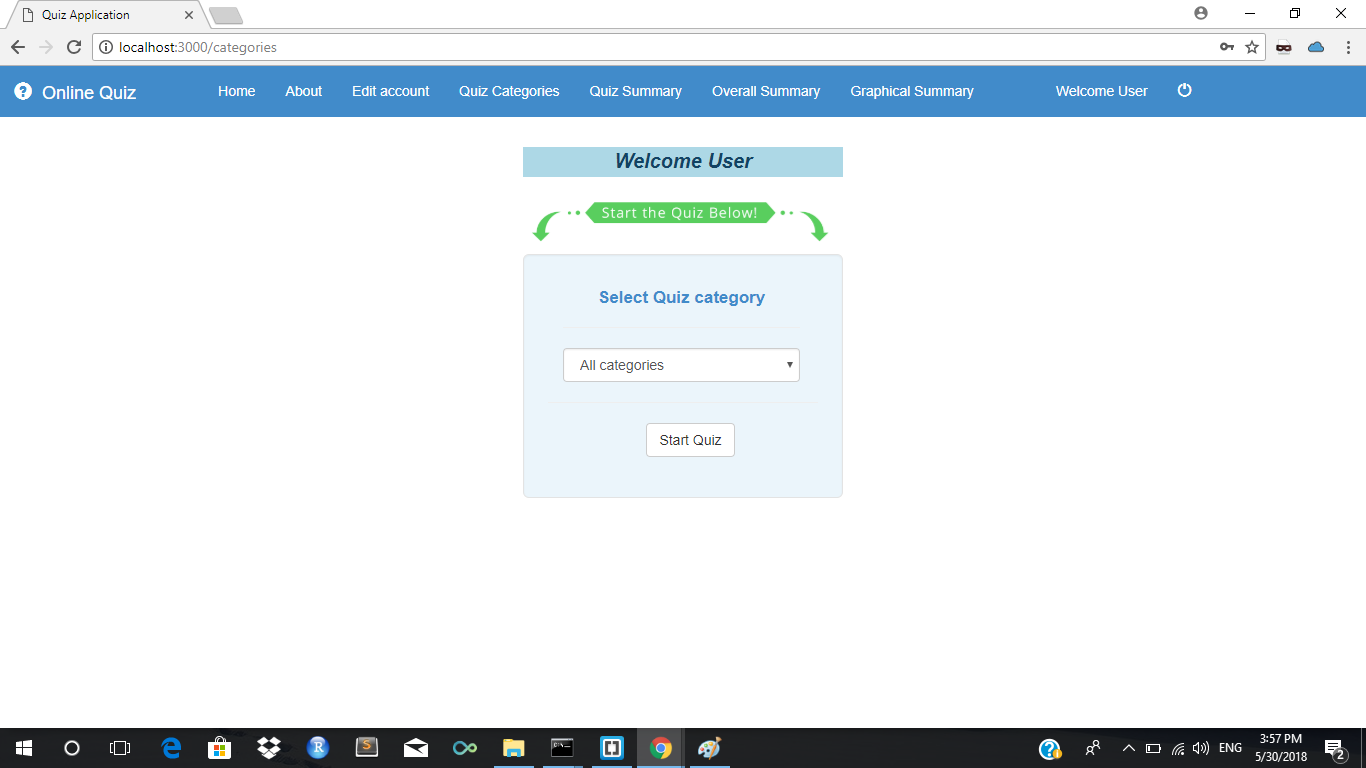 Quiz Application
localhost:3000/categories
Online Quiz Home About Edit account Quiz Categories Quiz Summary Overall Summary Graphical Summary Welcome User
Welcome User
Start the Quiz Below!
Select Quiz category
All categories
Start Quiz
3:57 PM
ENG
5/30/2018
2